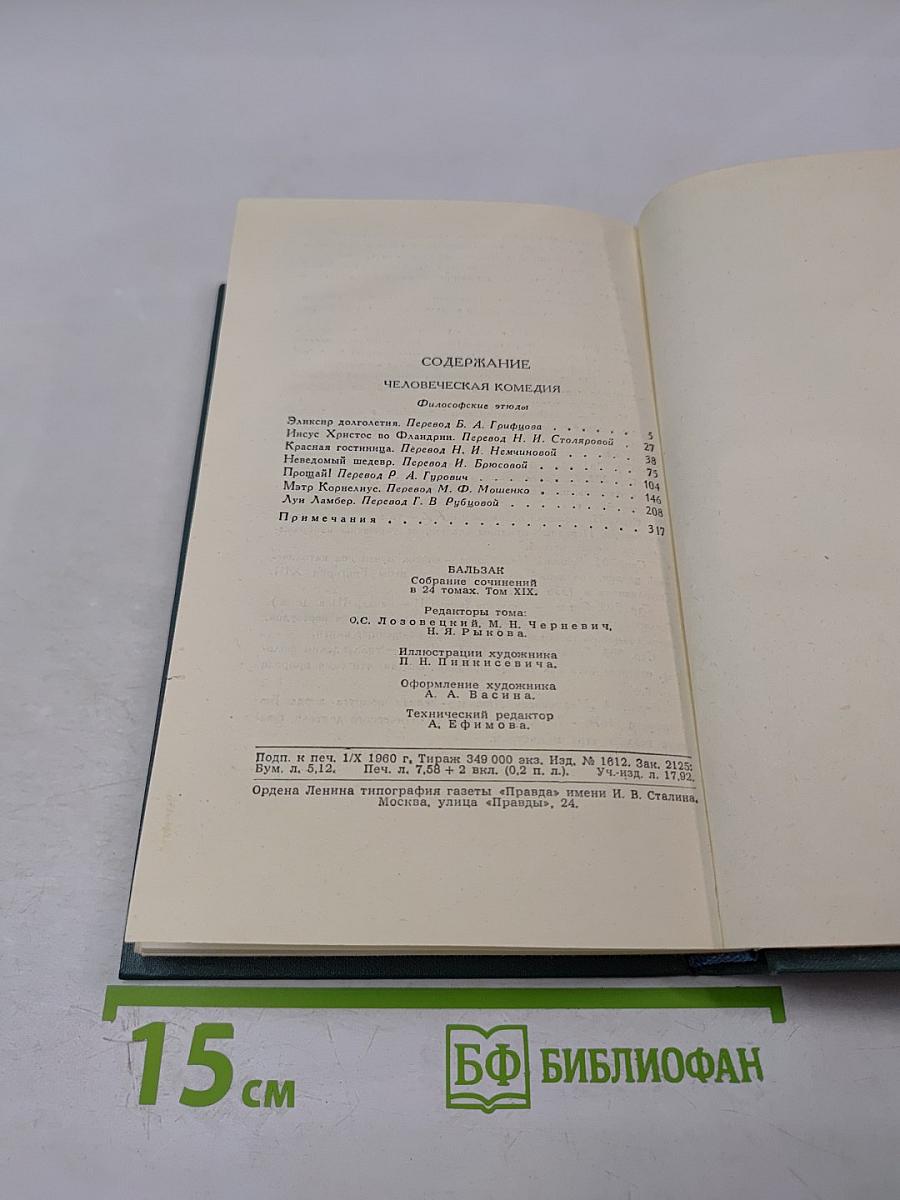 СОДЕРЖАНИЕ
ЧЕЛОВЕЧЕСКАЯ КОМЕДИЯ
Философские этюды
Эликсир долголетия. Перевод Б. А. Грифцова . . . . . . 5
Иисус Христос во Фландрии. Перевод Н. И. Столяровой . 27
Красная гостиница. Перевод Н. И. Немчиновой . . . . . 38
Неведомый шедевр. Перевод И. Брюсовой . . . . . . . 75
Прощай! Перевод Р. А. Гурович . . . . . . . . . . . 104
Мэтр Корнелиус. Перевод М. Ф. Мошенко . . . . . . . 146
Луи Ламбер. Перевод Г. В Рубцовой . . . . . . . . . 208
Примечания . . . . . . . . . . . . . . . . . . 317
БАЛЬЗАК
Собрание сочинений
в 24 томах. Том XIX.
Редакторы тома:
О.С. Лозовецкий, М. Н. Черневич,
Н. Я. Рыкова.
Иллюстрации художника
П. Н. Пинкисевича.
Оформление художника
А. А. Васина.
Технический редактор
А. Ефимова.
Подп. к печ. 1/X 1960 г. Тираж 349 000 экз. Изд. № 1612. Зак. 2125.
Бум. л. 5,12. Печ. л. 7,58 + 2 вкл. (0,2 п. л.). Уч.-изд. л. 17,92.
Ордена Ленина типография газеты «Правда» имени И. В. Сталина.
Москва, улица «Правды», 24.
15 см
БФ БИБЛИОФАН